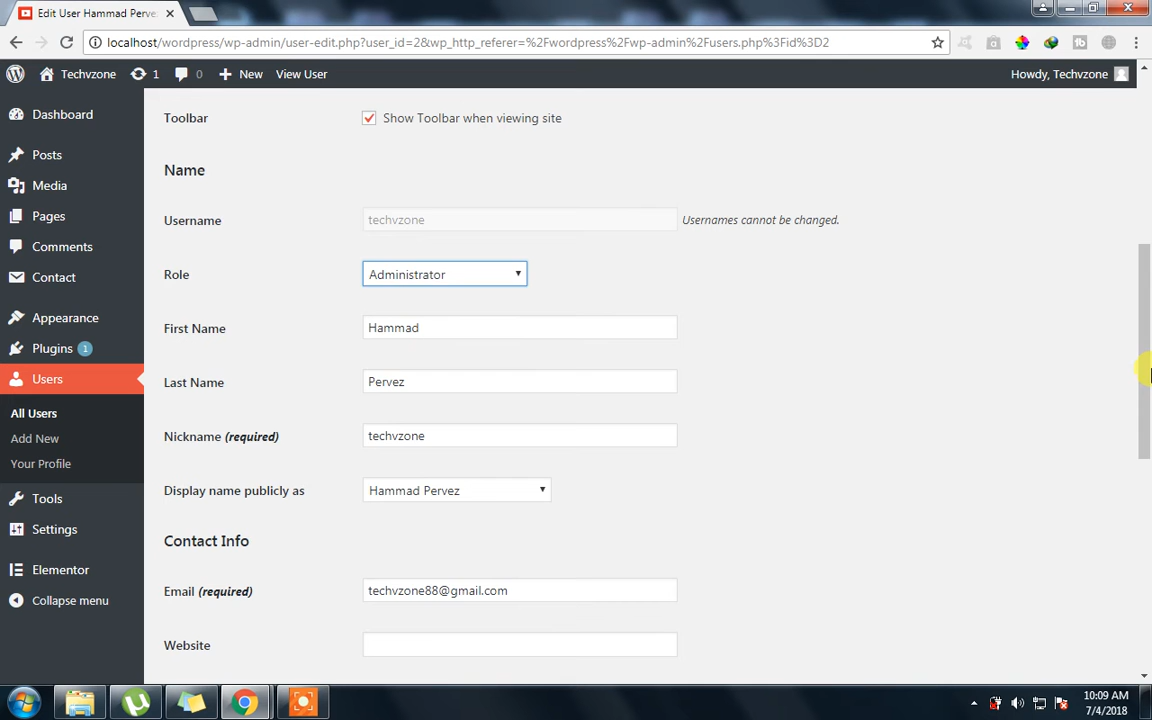 Edit User Hammad Perve
localhost/wordpress/wp-admin/user-edit.php?user_id=2&wp_http_referer=%2Fwordpress%2Fwp-admin%2Fusers.php%3Fid%3D2
Techvzone 1 0 New View User Howdy, Techvzone
Dashboard
Posts
Media
Pages
Comments
Contact
Appearance
Plugins 1
Users
All Users
Add New
Your Profile
Tools
Settings
Elementor
Collapse menu
Toolbar Show Toolbar when viewing site
Name
Username techvzone Usernames cannot be changed.
Role Administrator
First Name Hammad
Last Name Pervez
Nickname (required) techvzone
Display name publicly as Hammad Pervez
Contact Info
Email (required) techvzone88@gmail.com
Website
10:09 AM
7/4/2018